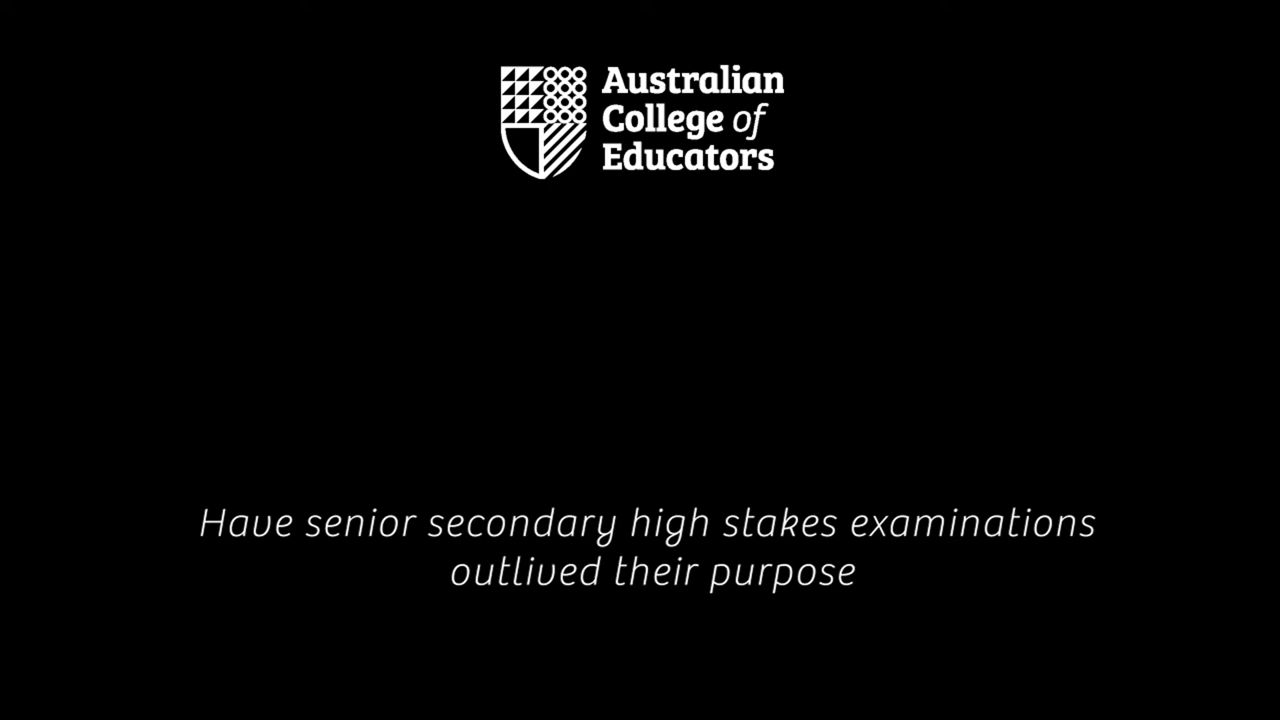 Australian
College of
Educators
Have senior secondary high stakes examinations
outlived their purpose